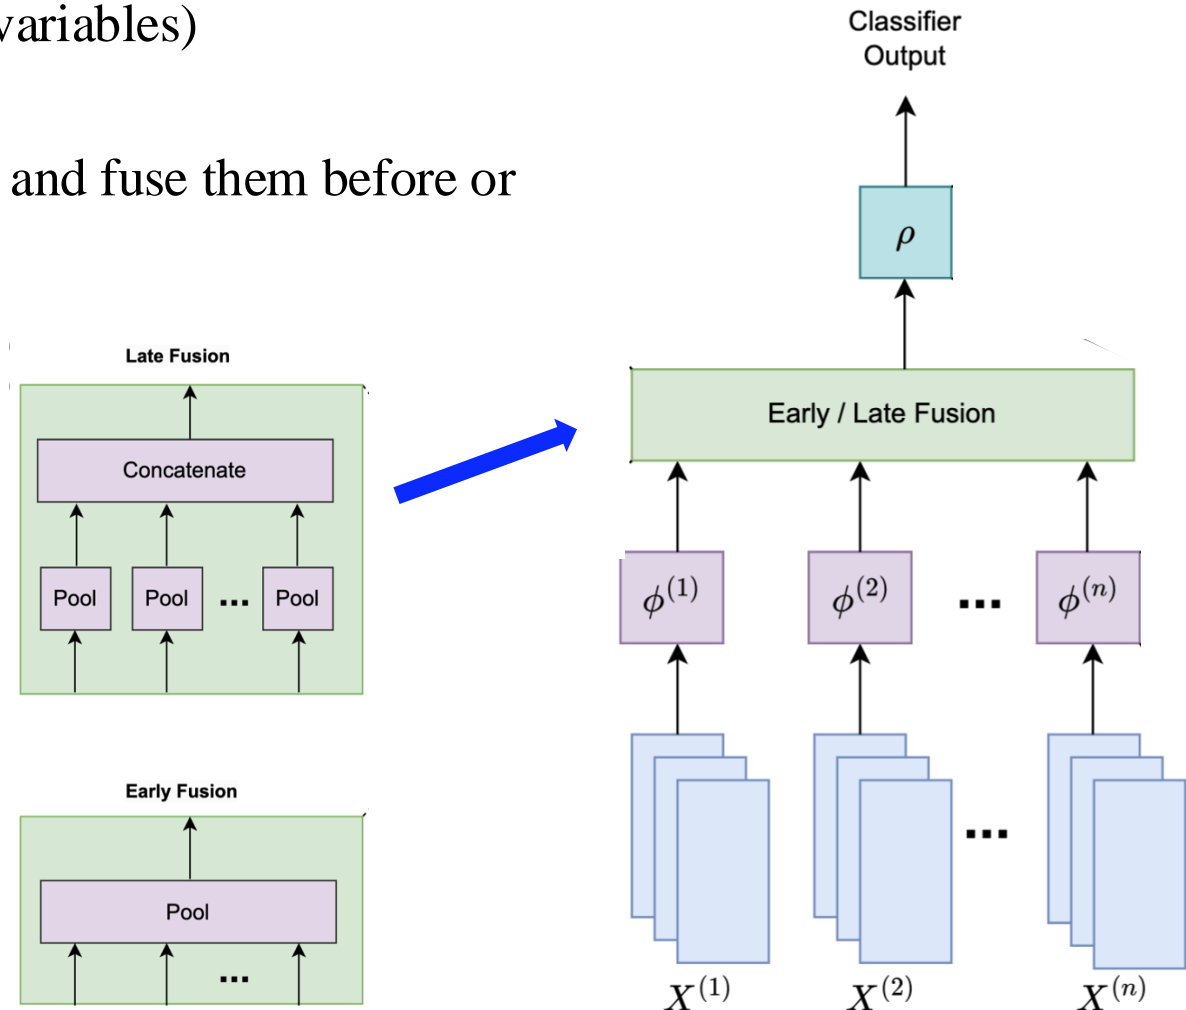 variables)
and fuse them before or
Late Fusion
Concatenate
Pool Pool ... Pool
Early Fusion
Pool
...
Classifier
Output
ρ
Early / Late Fusion
ϕ^(1) ϕ^(2) ... ϕ^(n)
...
X^(1) X^(2) X^(n)